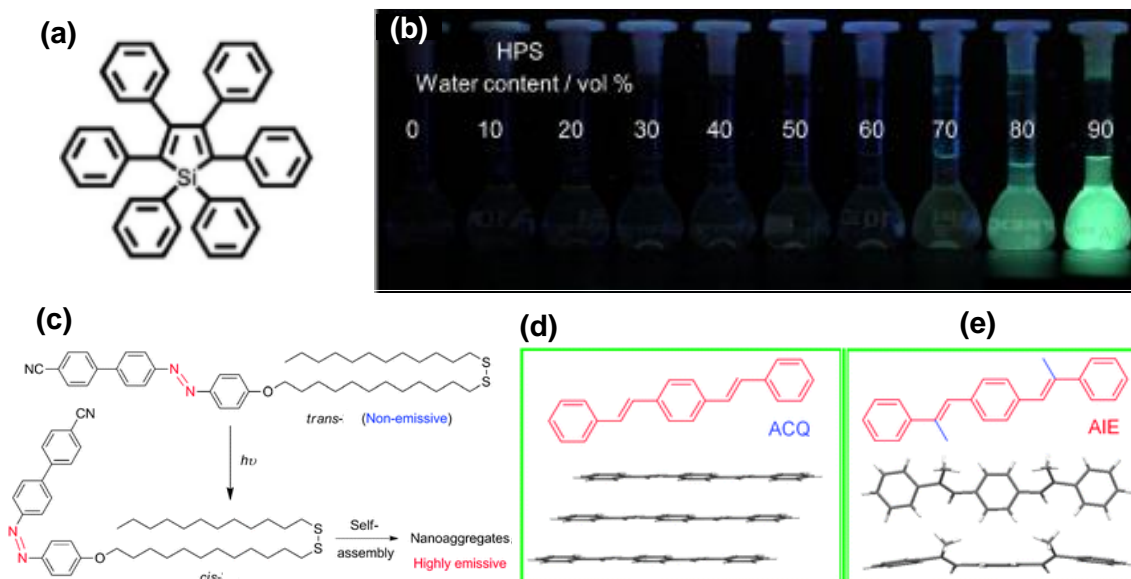 (a)
Si
(b)
HPS
Water content / vol %
0 10 20 30 40 50 60 70 80 90
(c)
NC
N
N
O
S
S
trans- (Non-emissive)
hυ
CN
N
N
O
S
S
cis-
Self-
assembly
Nanoaggregates
Highly emissive
(d)
ACQ
(e)
AIE